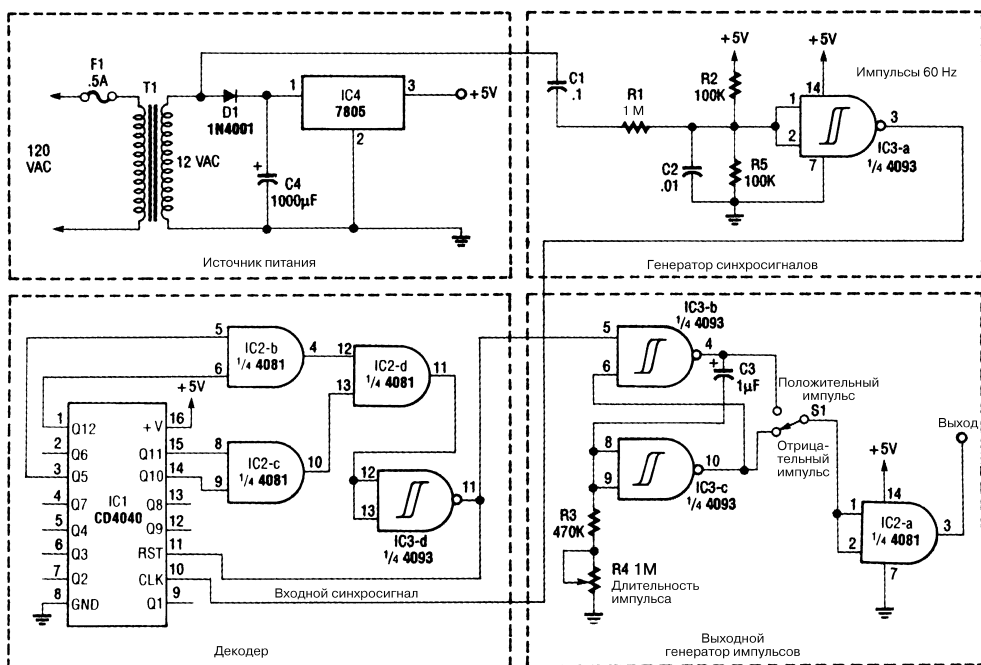 F1
.5A
T1
120
VAC
12 VAC
D1
1N4001
1
IC4
7805
3
2
+5V
+
C4
1000μF
Источник питания
C1
.1
R1
1 M
R2
100K
+5V
+5V
14
Импульсы 60 Hz
1
2
3
IC3-a
1/4 4093
7
C2
.01
R5
100K
Генератор синхросигналов
5
6
IC2-b
1/4 4081
4
12
13
IC2-d
1/4 4081
11
+5V
8
9
IC2-c
1/4 4081
10
12
13
11
IC3-d
1/4 4093
1 Q12 +V 16
2 Q6 Q11 15
3 Q5 Q10 14
4 Q7 Q8 13
5 Q4 Q9 12
6 Q3 RST 11
7 Q2 CLK 10
8 GND Q1 9
IC1
CD4040
Входной синхросигнал
Декодер
IC3-b
1/4 4093
5
6
4
+
C3
1μF
Положительный
импульс
S1
Отрица-
тельный
импульс
8
9
10
IC3-c
1/4 4093
R3
470K
R4 1M
Длительность
импульса
Выход
+5V
14
1
2
IC2-a
1/4 4081
3
7
Выходной
генератор импульсов